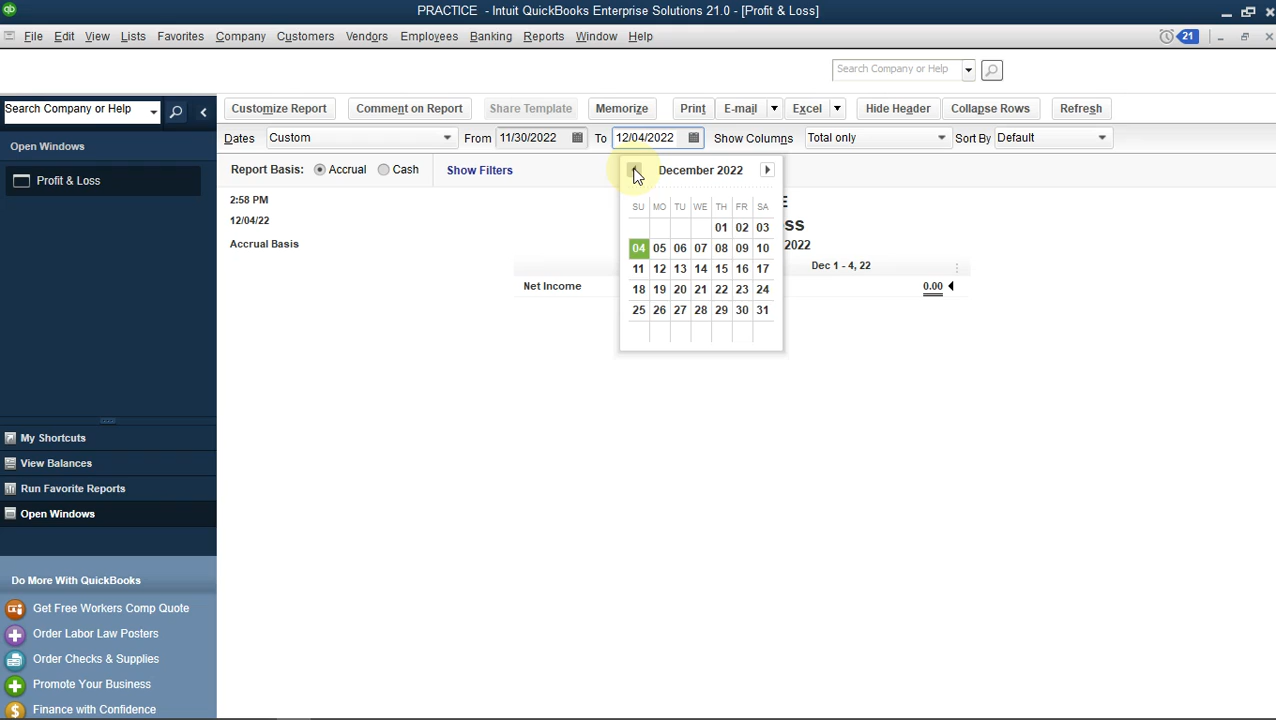 PRACTICE - Intuit QuickBooks Enterprise Solutions 21.0 - [Profit & Loss]
File Edit View Lists Favorites Company Customers Vendors Employees Banking Reports Window Help 21
Search Company or Help
Search Company or Help
Customize Report Comment on Report Share Template Memorize Print E-mail Excel Hide Header Collapse Rows Refresh
Open Windows
Dates Custom From 11/30/2022 To 12/04/2022 Show Columns Total only Sort By Default
Profit & Loss
Report Basis: Accrual Cash Show Filters
December 2022
2:58 PM
12/04/22
Accrual Basis
SU MO TU WE TH FR SA
01 02 03
04 05 06 07 08 09 10
11 12 13 14 15 16 17
18 19 20 21 22 23 24
25 26 27 28 29 30 31
E
ss
2022
Dec 1 - 4, 22
Net Income 0.00
My Shortcuts
View Balances
Run Favorite Reports
Open Windows
Do More With QuickBooks
Get Free Workers Comp Quote
Order Labor Law Posters
Order Checks & Supplies
Promote Your Business
Finance with Confidence